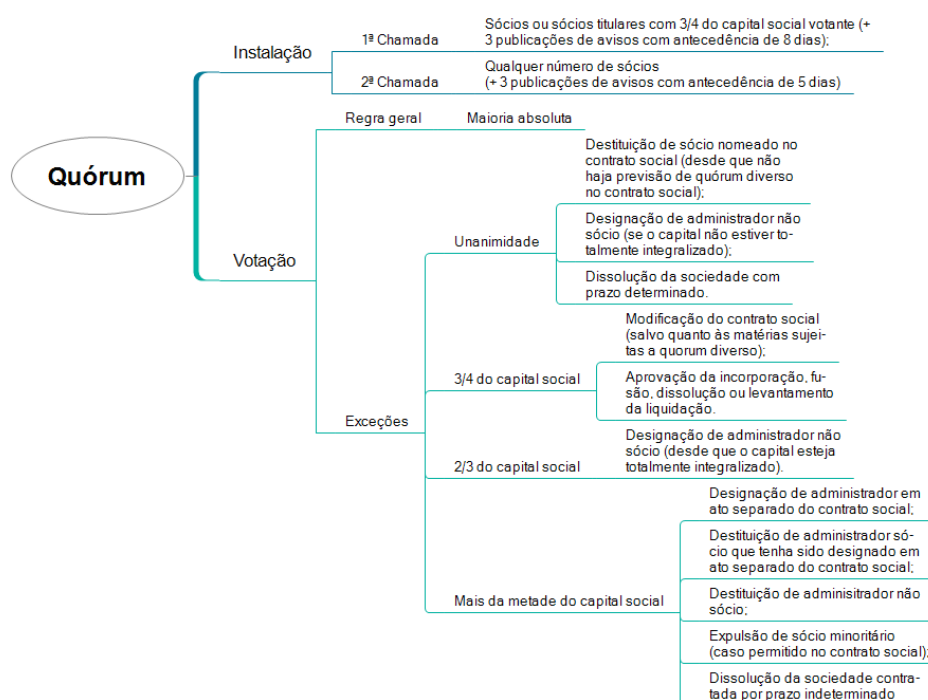 Quórum
Instalação
1ª Chamada
Sócios ou sócios titulares com 3/4 do capital social votante (+
3 publicações de avisos com antecedência de 8 dias);
2ª Chamada
Qualquer número de sócios
(+ 3 publicações de avisos com antecedência de 5 dias)
Votação
Regra geral
Maioria absoluta
Exceções
Unanimidade
Destituição de sócio nomeado no
contrato social (desde que não
haja previsão de quórum diverso
no contrato social);
Designação de administrador não
sócio (se o capital não estiver to-
talmente integralizado);
Dissolução da sociedade com
prazo determinado.
3/4 do capital social
Modificação do contrato social
(salvo quanto às matérias sujei-
tas a quorum diverso);
Aprovação da incorporação, fu-
são, dissolução ou levantamento
da liquidação.
2/3 do capital social
Designação de administrador não
sócio (desde que o capital esteja
totalmente integralizado).
Mais da metade do capital social
Designação de administrador em
ato separado do contrato social;
Destituição de administrador só-
cio que tenha sido designado em
ato separado do contrato social;
Destituição de adminisitrador não
sócio;
Expulsão de sócio minoritário
(caso permitido no contrato social);
Dissolução da sociedade contra-
tada por prazo indeterminado